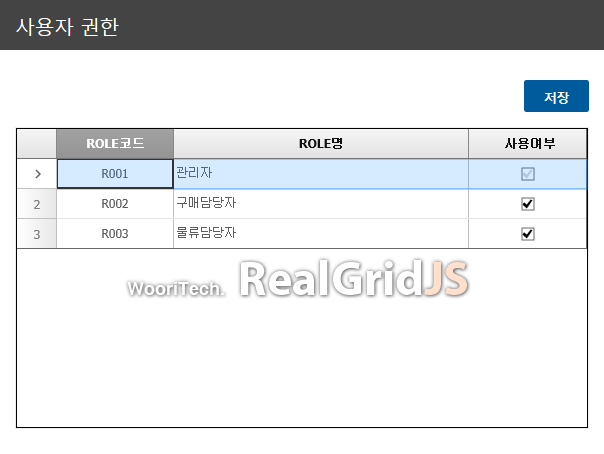 사용자 권한
저장
ROLE코드 ROLE명 사용여부
> R001 관리자
2 R002 구매담당자
3 R003 물류담당자
WooriTech. RealGridJS